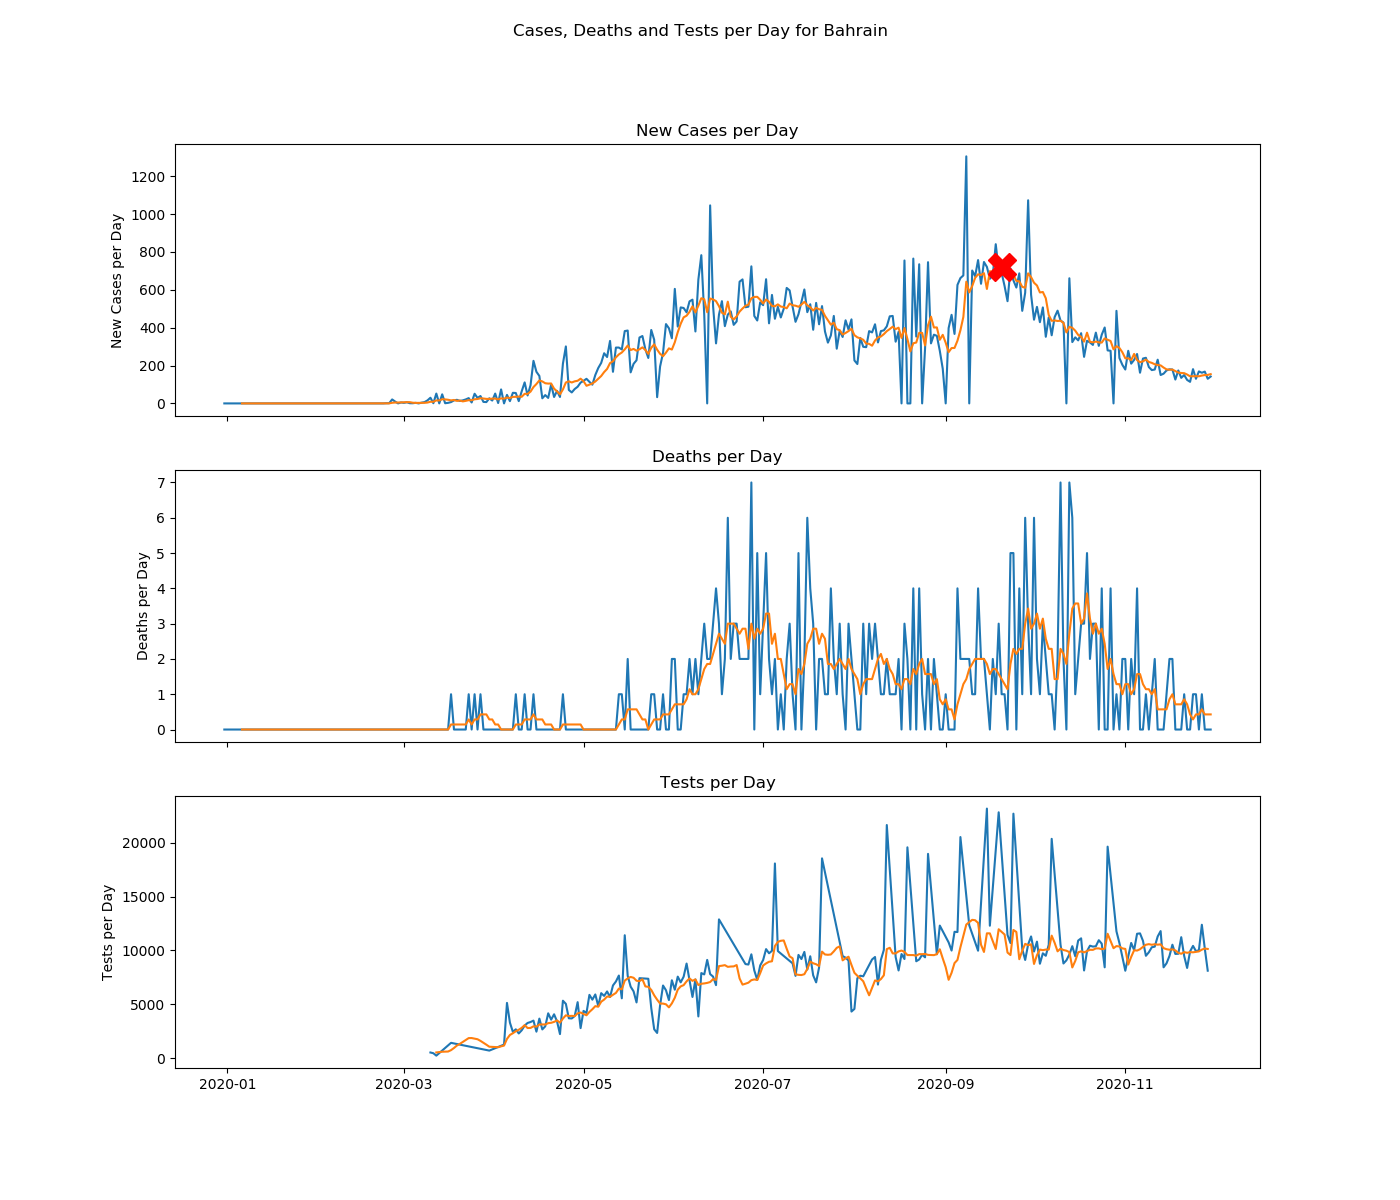 Cases, Deaths and Tests per Day for Bahrain
New Cases per Day
New Cases per Day
1200
1000
800
600
400
200
0
Deaths per Day
Deaths per Day
7
6
5
4
3
2
1
0
Tests per Day
Tests per Day
20000
15000
10000
5000
0
2020-01 2020-03 2020-05 2020-07 2020-09 2020-11